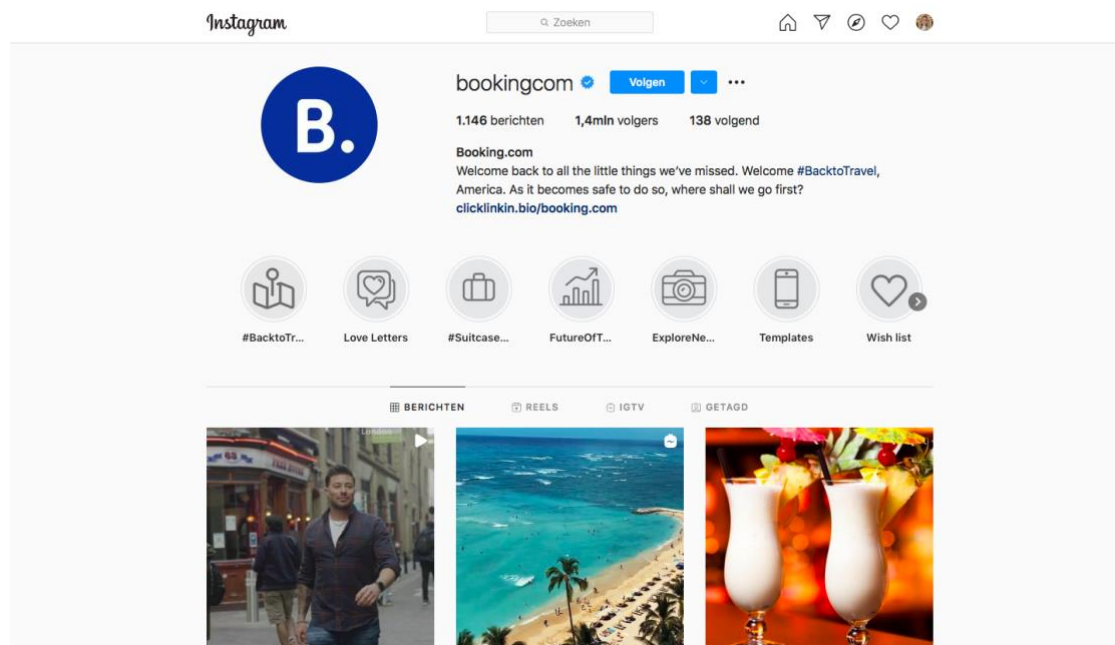 Instagram
Zoeken
B.
bookingcom Volgen
1.146 berichten 1,4mln volgers 138 volgend
Booking.com
Welcome back to all the little things we've missed. Welcome #BacktoTravel,
America. As it becomes safe to do so, where shall we go first?
clicklinkin.bio/booking.com
#BacktoTr... Love Letters #Suitcase... FutureOfT... ExploreNe... Templates Wish list
BERICHTEN REELS IGTV GETAGD
London